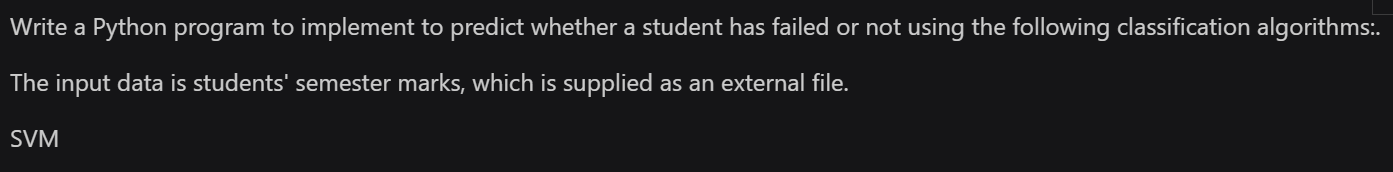 Write a Python program to implement to predict whether a student has failed or not using the following classification algorithms:.
The input data is students' semester marks, which is supplied as an external file.
SVM